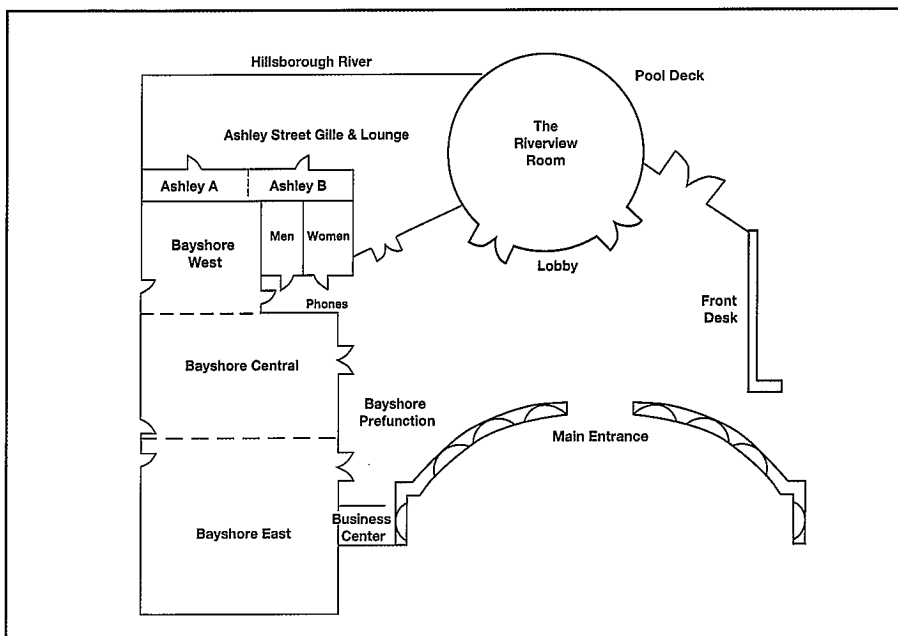 Hillsborough River
Pool Deck
The
Riverview
Room
Ashley Street Gille & Lounge
Ashley A
Ashley B
Men
Women
Bayshore
West
Lobby
Phones
Front
Desk
Bayshore Central
Bayshore
Prefunction
Main Entrance
Business
Center
Bayshore East